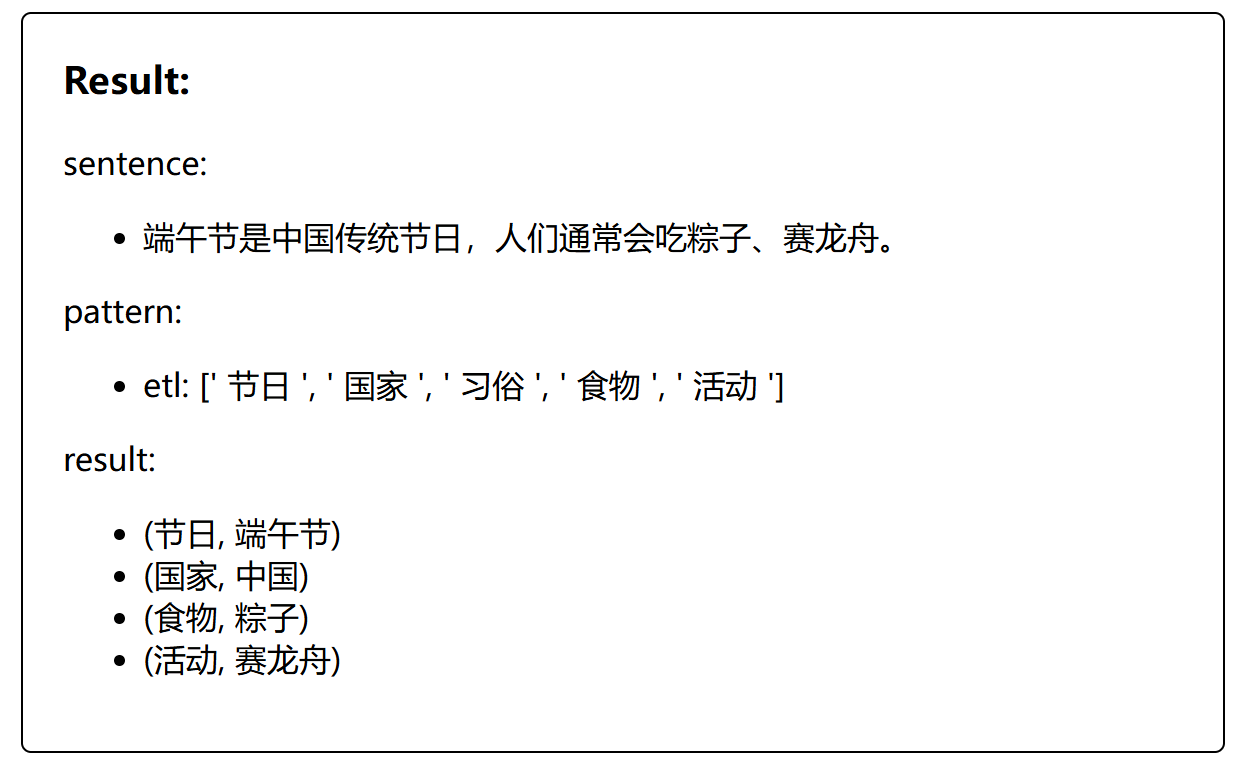 Result:
sentence:
• 端午节是中国传统节日，人们通常会吃粽子、赛龙舟。
pattern:
• etl: [' 节日 ', ' 国家 ', ' 习俗 ', ' 食物 ', ' 活动 ']
result:
• (节日, 端午节)
• (国家, 中国)
• (食物, 粽子)
• (活动, 赛龙舟)